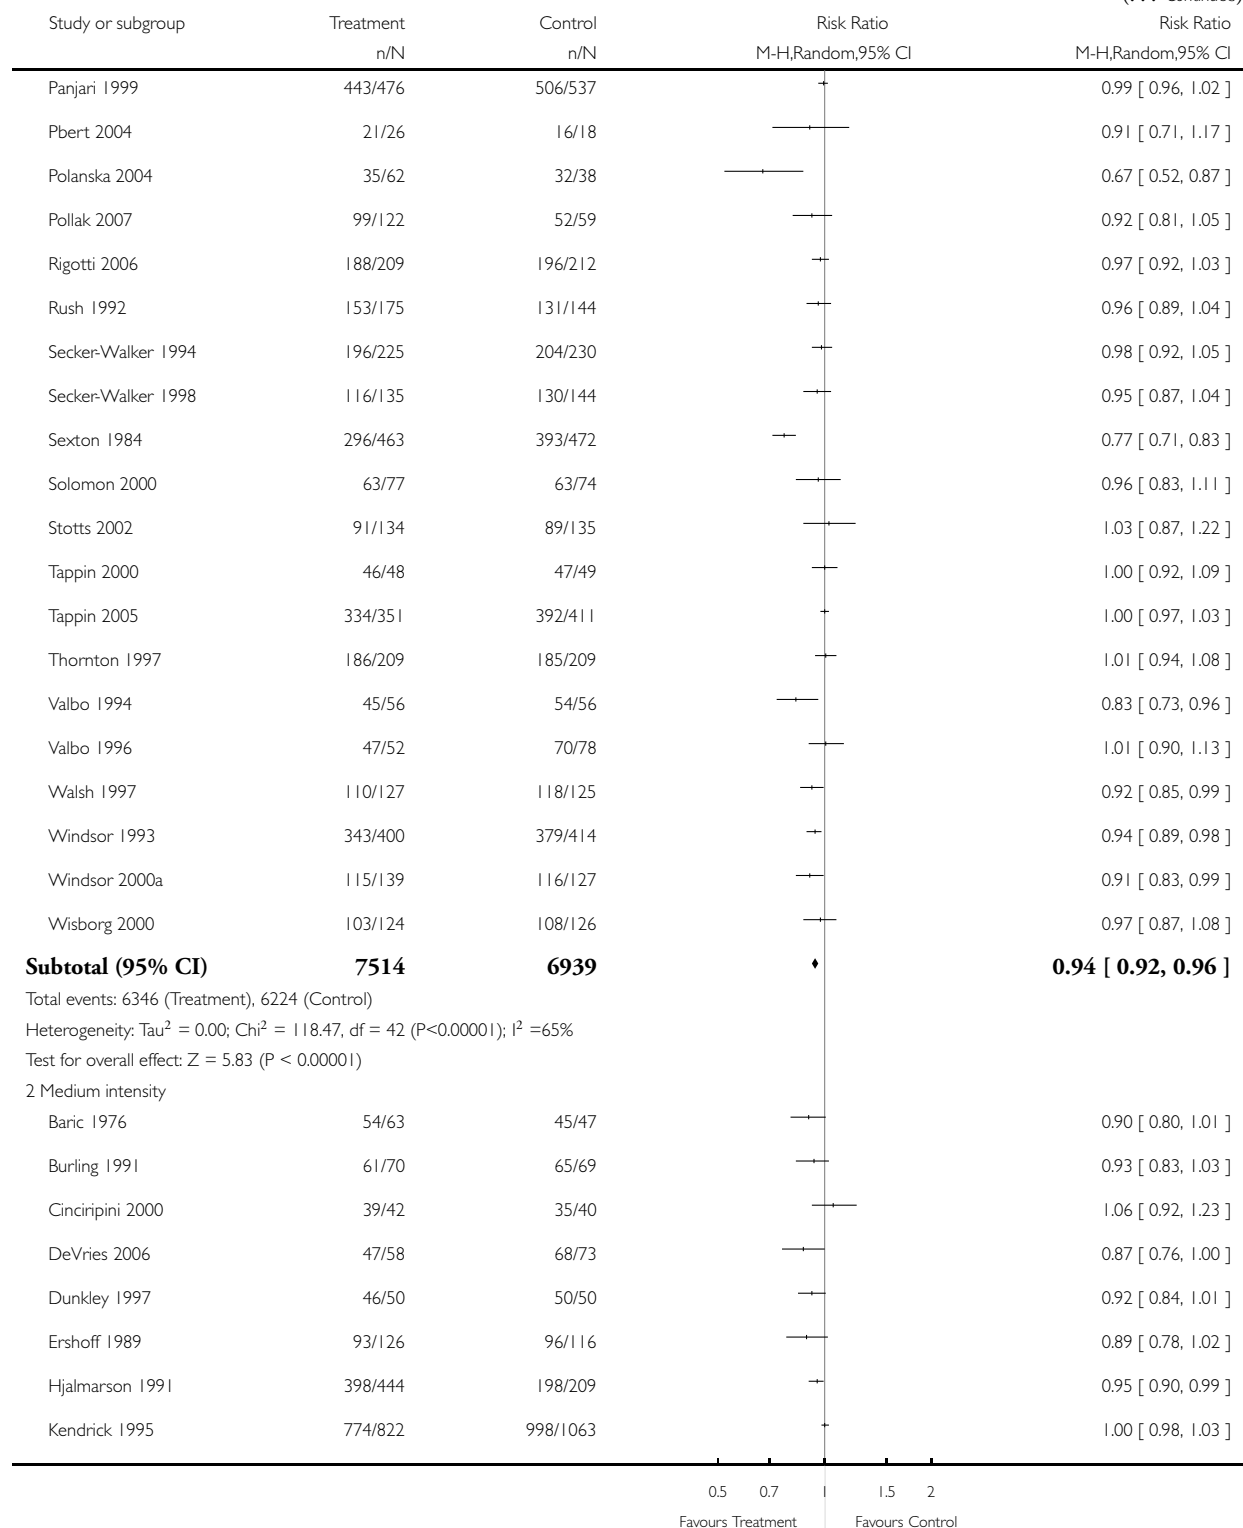 (... Continued)
Study or subgroup Treatment Control Risk Ratio Risk Ratio
n/N n/N M-H,Random,95% CI M-H,Random,95% CI
Panjari 1999 443/476 506/537 0.99 [ 0.96, 1.02 ]
Pbert 2004 21/26 16/18 0.91 [ 0.71, 1.17 ]
Polanska 2004 35/62 32/38 0.67 [ 0.52, 0.87 ]
Pollak 2007 99/122 52/59 0.92 [ 0.81, 1.05 ]
Rigotti 2006 188/209 196/212 0.97 [ 0.92, 1.03 ]
Rush 1992 153/175 131/144 0.96 [ 0.89, 1.04 ]
Secker-Walker 1994 196/225 204/230 0.98 [ 0.92, 1.05 ]
Secker-Walker 1998 116/135 130/144 0.95 [ 0.87, 1.04 ]
Sexton 1984 296/463 393/472 0.77 [ 0.71, 0.83 ]
Solomon 2000 63/77 63/74 0.96 [ 0.83, 1.11 ]
Stotts 2002 91/134 89/135 1.03 [ 0.87, 1.22 ]
Tappin 2000 46/48 47/49 1.00 [ 0.92, 1.09 ]
Tappin 2005 334/351 392/411 1.00 [ 0.97, 1.03 ]
Thornton 1997 186/209 185/209 1.01 [ 0.94, 1.08 ]
Valbo 1994 45/56 54/56 0.83 [ 0.73, 0.96 ]
Valbo 1996 47/52 70/78 1.01 [ 0.90, 1.13 ]
Walsh 1997 110/127 118/125 0.92 [ 0.85, 0.99 ]
Windsor 1993 343/400 379/414 0.94 [ 0.89, 0.98 ]
Windsor 2000a 115/139 116/127 0.91 [ 0.83, 0.99 ]
Wisborg 2000 103/124 108/126 0.97 [ 0.87, 1.08 ]
Subtotal (95% CI) 7514 6939 0.94 [ 0.92, 0.96 ]
Total events: 6346 (Treatment), 6224 (Control)
Heterogeneity: Tau² = 0.00; Chi² = 118.47, df = 42 (P<0.00001); I² =65%
Test for overall effect: Z = 5.83 (P < 0.00001)
2 Medium intensity
Baric 1976 54/63 45/47 0.90 [ 0.80, 1.01 ]
Burling 1991 61/70 65/69 0.93 [ 0.83, 1.03 ]
Cinciripini 2000 39/42 35/40 1.06 [ 0.92, 1.23 ]
DeVries 2006 47/58 68/73 0.87 [ 0.76, 1.00 ]
Dunkley 1997 46/50 50/50 0.92 [ 0.84, 1.01 ]
Ershoff 1989 93/126 96/116 0.89 [ 0.78, 1.02 ]
Hjalmarson 1991 398/444 198/209 0.95 [ 0.90, 0.99 ]
Kendrick 1995 774/822 998/1063 1.00 [ 0.98, 1.03 ]
0.5 0.7 1 1.5 2
Favours Treatment Favours Control